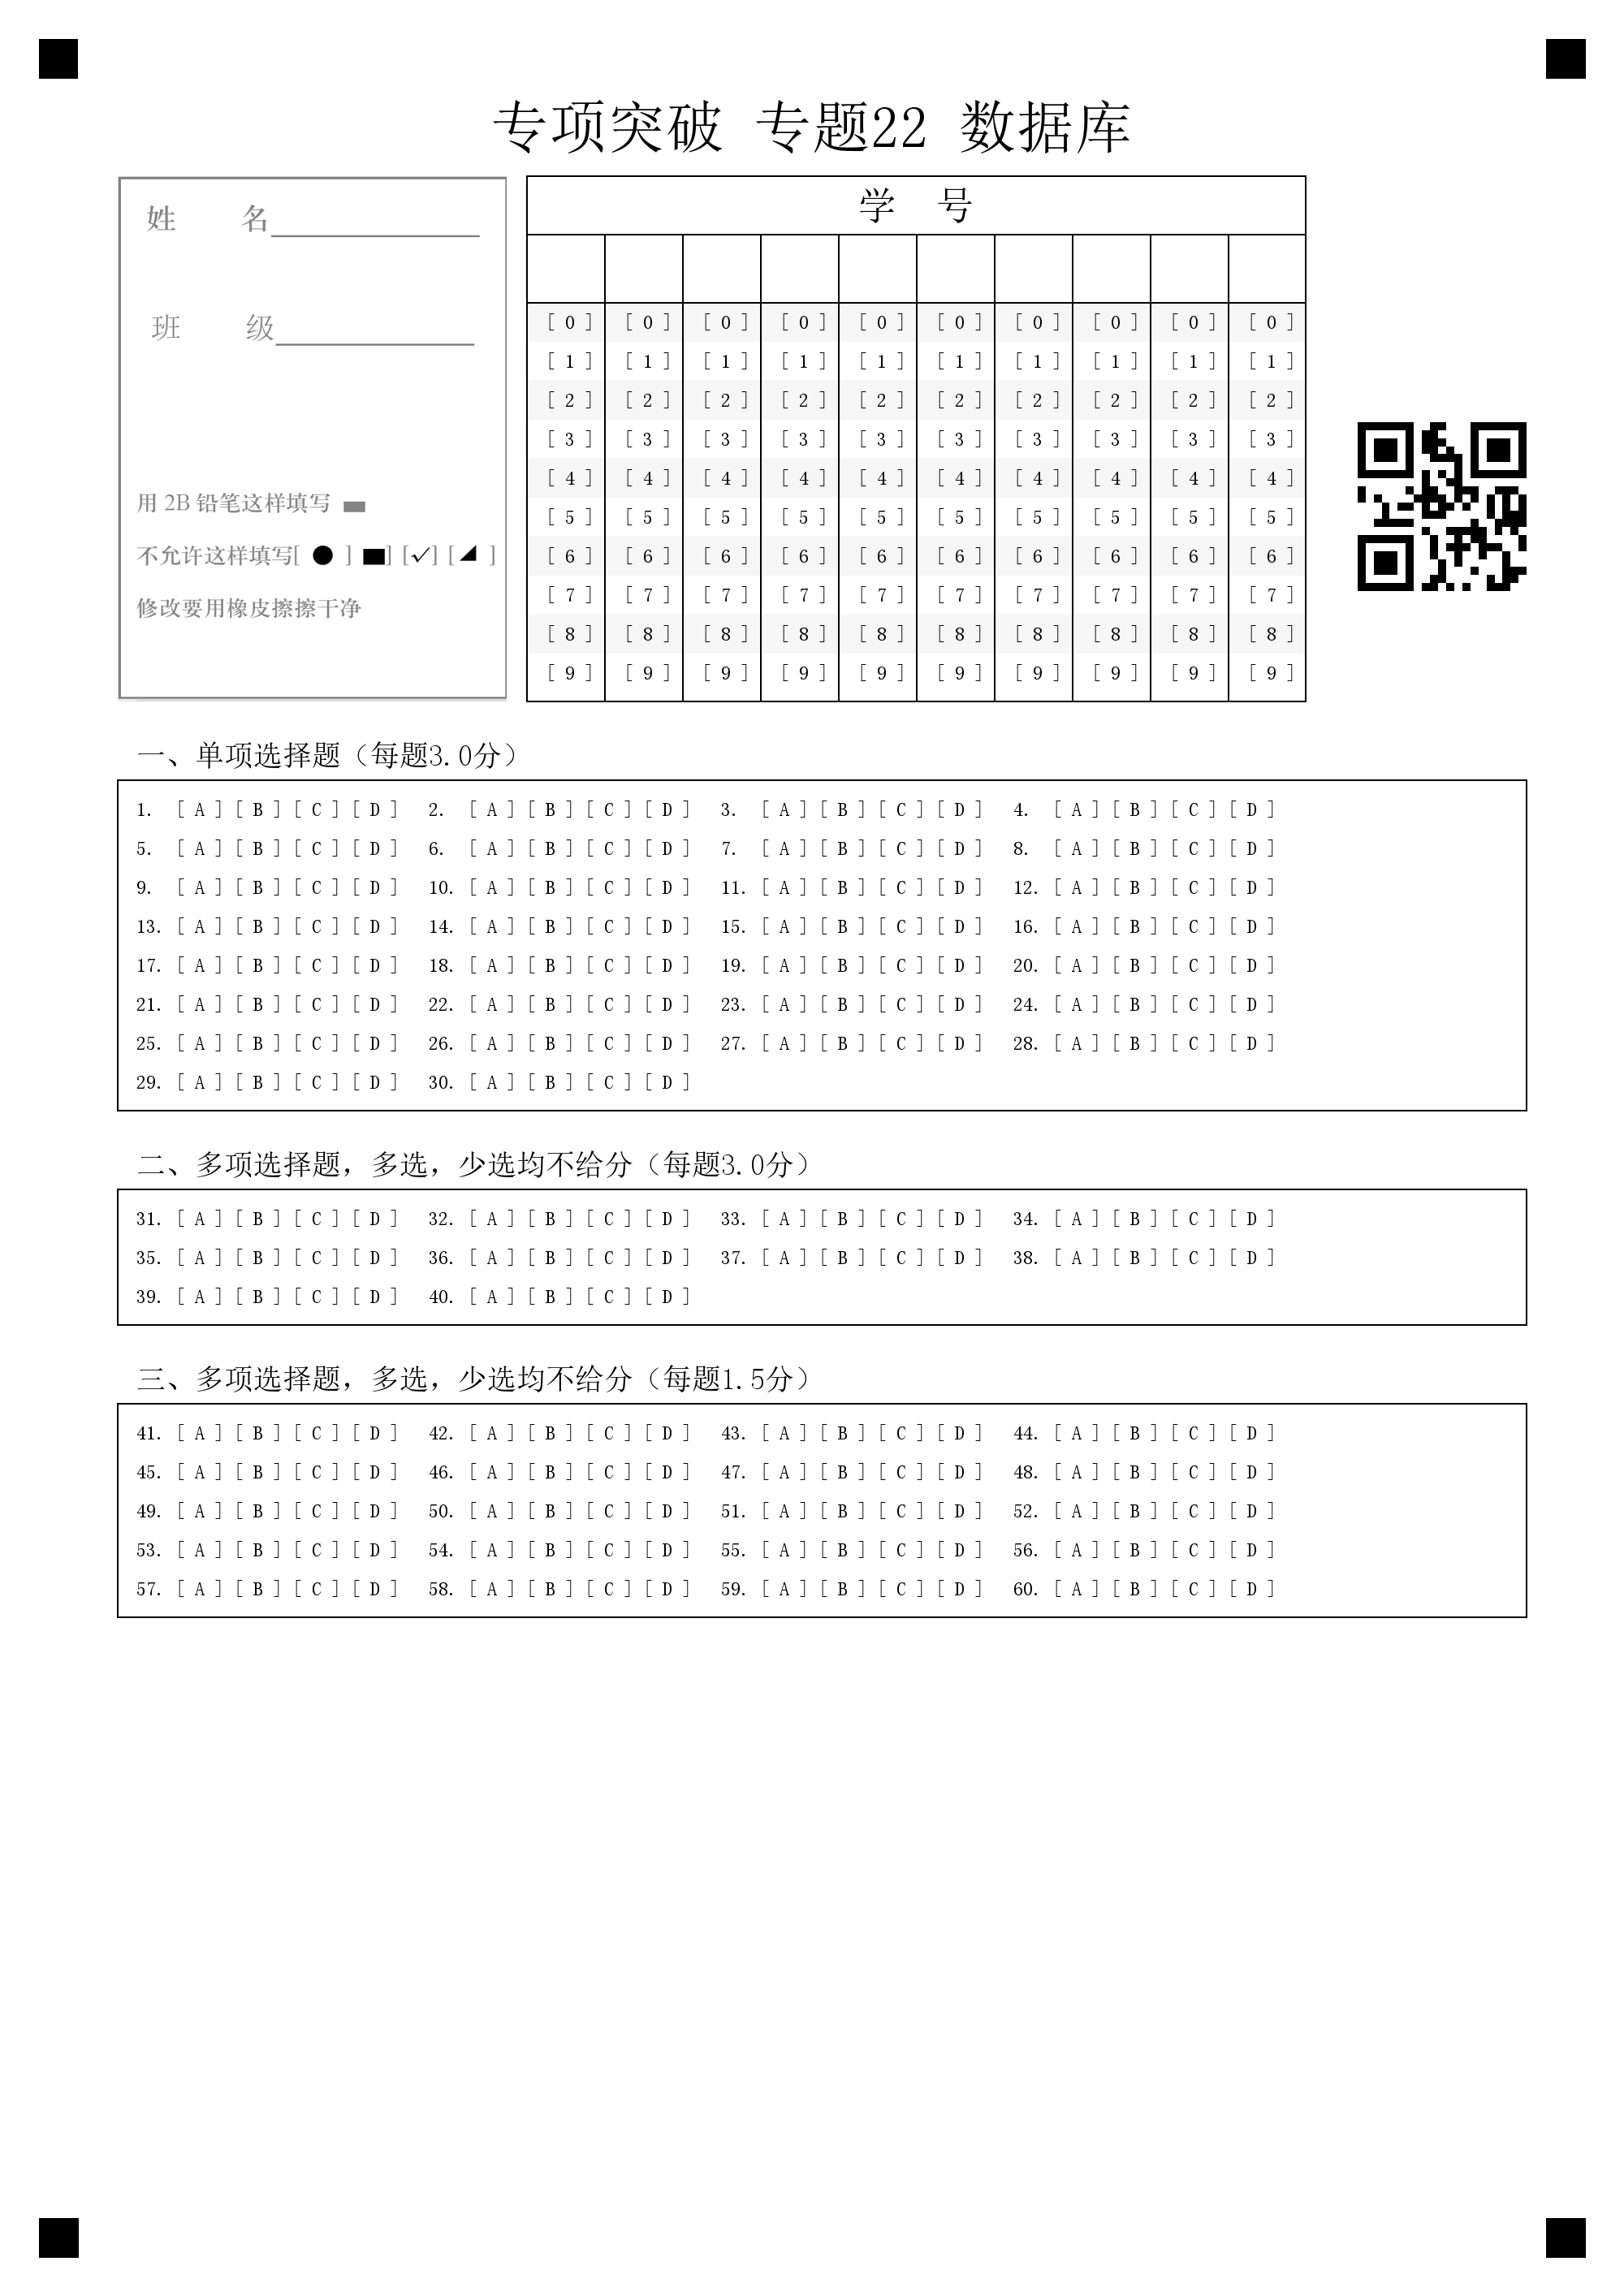 专项突破 专题22 数据库
姓 名
班 级
用 2B 铅笔这样填写
不允许这样填写[ ● ] ■] [✓] [◢ ]
修改要用橡皮擦擦干净
学 号
[ 0 ] [ 0 ] [ 0 ] [ 0 ] [ 0 ] [ 0 ] [ 0 ] [ 0 ] [ 0 ] [ 0 ]
[ 1 ] [ 1 ] [ 1 ] [ 1 ] [ 1 ] [ 1 ] [ 1 ] [ 1 ] [ 1 ] [ 1 ]
[ 2 ] [ 2 ] [ 2 ] [ 2 ] [ 2 ] [ 2 ] [ 2 ] [ 2 ] [ 2 ] [ 2 ]
[ 3 ] [ 3 ] [ 3 ] [ 3 ] [ 3 ] [ 3 ] [ 3 ] [ 3 ] [ 3 ] [ 3 ]
[ 4 ] [ 4 ] [ 4 ] [ 4 ] [ 4 ] [ 4 ] [ 4 ] [ 4 ] [ 4 ] [ 4 ]
[ 5 ] [ 5 ] [ 5 ] [ 5 ] [ 5 ] [ 5 ] [ 5 ] [ 5 ] [ 5 ] [ 5 ]
[ 6 ] [ 6 ] [ 6 ] [ 6 ] [ 6 ] [ 6 ] [ 6 ] [ 6 ] [ 6 ] [ 6 ]
[ 7 ] [ 7 ] [ 7 ] [ 7 ] [ 7 ] [ 7 ] [ 7 ] [ 7 ] [ 7 ] [ 7 ]
[ 8 ] [ 8 ] [ 8 ] [ 8 ] [ 8 ] [ 8 ] [ 8 ] [ 8 ] [ 8 ] [ 8 ]
[ 9 ] [ 9 ] [ 9 ] [ 9 ] [ 9 ] [ 9 ] [ 9 ] [ 9 ] [ 9 ] [ 9 ]
一、单项选择题（每题3.0分）
1. [ A ] [ B ] [ C ] [ D ] 2. [ A ] [ B ] [ C ] [ D ] 3. [ A ] [ B ] [ C ] [ D ] 4. [ A ] [ B ] [ C ] [ D ]
5. [ A ] [ B ] [ C ] [ D ] 6. [ A ] [ B ] [ C ] [ D ] 7. [ A ] [ B ] [ C ] [ D ] 8. [ A ] [ B ] [ C ] [ D ]
9. [ A ] [ B ] [ C ] [ D ] 10. [ A ] [ B ] [ C ] [ D ] 11. [ A ] [ B ] [ C ] [ D ] 12. [ A ] [ B ] [ C ] [ D ]
13. [ A ] [ B ] [ C ] [ D ] 14. [ A ] [ B ] [ C ] [ D ] 15. [ A ] [ B ] [ C ] [ D ] 16. [ A ] [ B ] [ C ] [ D ]
17. [ A ] [ B ] [ C ] [ D ] 18. [ A ] [ B ] [ C ] [ D ] 19. [ A ] [ B ] [ C ] [ D ] 20. [ A ] [ B ] [ C ] [ D ]
21. [ A ] [ B ] [ C ] [ D ] 22. [ A ] [ B ] [ C ] [ D ] 23. [ A ] [ B ] [ C ] [ D ] 24. [ A ] [ B ] [ C ] [ D ]
25. [ A ] [ B ] [ C ] [ D ] 26. [ A ] [ B ] [ C ] [ D ] 27. [ A ] [ B ] [ C ] [ D ] 28. [ A ] [ B ] [ C ] [ D ]
29. [ A ] [ B ] [ C ] [ D ] 30. [ A ] [ B ] [ C ] [ D ]
二、多项选择题，多选，少选均不给分（每题3.0分）
31. [ A ] [ B ] [ C ] [ D ] 32. [ A ] [ B ] [ C ] [ D ] 33. [ A ] [ B ] [ C ] [ D ] 34. [ A ] [ B ] [ C ] [ D ]
35. [ A ] [ B ] [ C ] [ D ] 36. [ A ] [ B ] [ C ] [ D ] 37. [ A ] [ B ] [ C ] [ D ] 38. [ A ] [ B ] [ C ] [ D ]
39. [ A ] [ B ] [ C ] [ D ] 40. [ A ] [ B ] [ C ] [ D ]
三、多项选择题，多选，少选均不给分（每题1.5分）
41. [ A ] [ B ] [ C ] [ D ] 42. [ A ] [ B ] [ C ] [ D ] 43. [ A ] [ B ] [ C ] [ D ] 44. [ A ] [ B ] [ C ] [ D ]
45. [ A ] [ B ] [ C ] [ D ] 46. [ A ] [ B ] [ C ] [ D ] 47. [ A ] [ B ] [ C ] [ D ] 48. [ A ] [ B ] [ C ] [ D ]
49. [ A ] [ B ] [ C ] [ D ] 50. [ A ] [ B ] [ C ] [ D ] 51. [ A ] [ B ] [ C ] [ D ] 52. [ A ] [ B ] [ C ] [ D ]
53. [ A ] [ B ] [ C ] [ D ] 54. [ A ] [ B ] [ C ] [ D ] 55. [ A ] [ B ] [ C ] [ D ] 56. [ A ] [ B ] [ C ] [ D ]
57. [ A ] [ B ] [ C ] [ D ] 58. [ A ] [ B ] [ C ] [ D ] 59. [ A ] [ B ] [ C ] [ D ] 60. [ A ] [ B ] [ C ] [ D ]